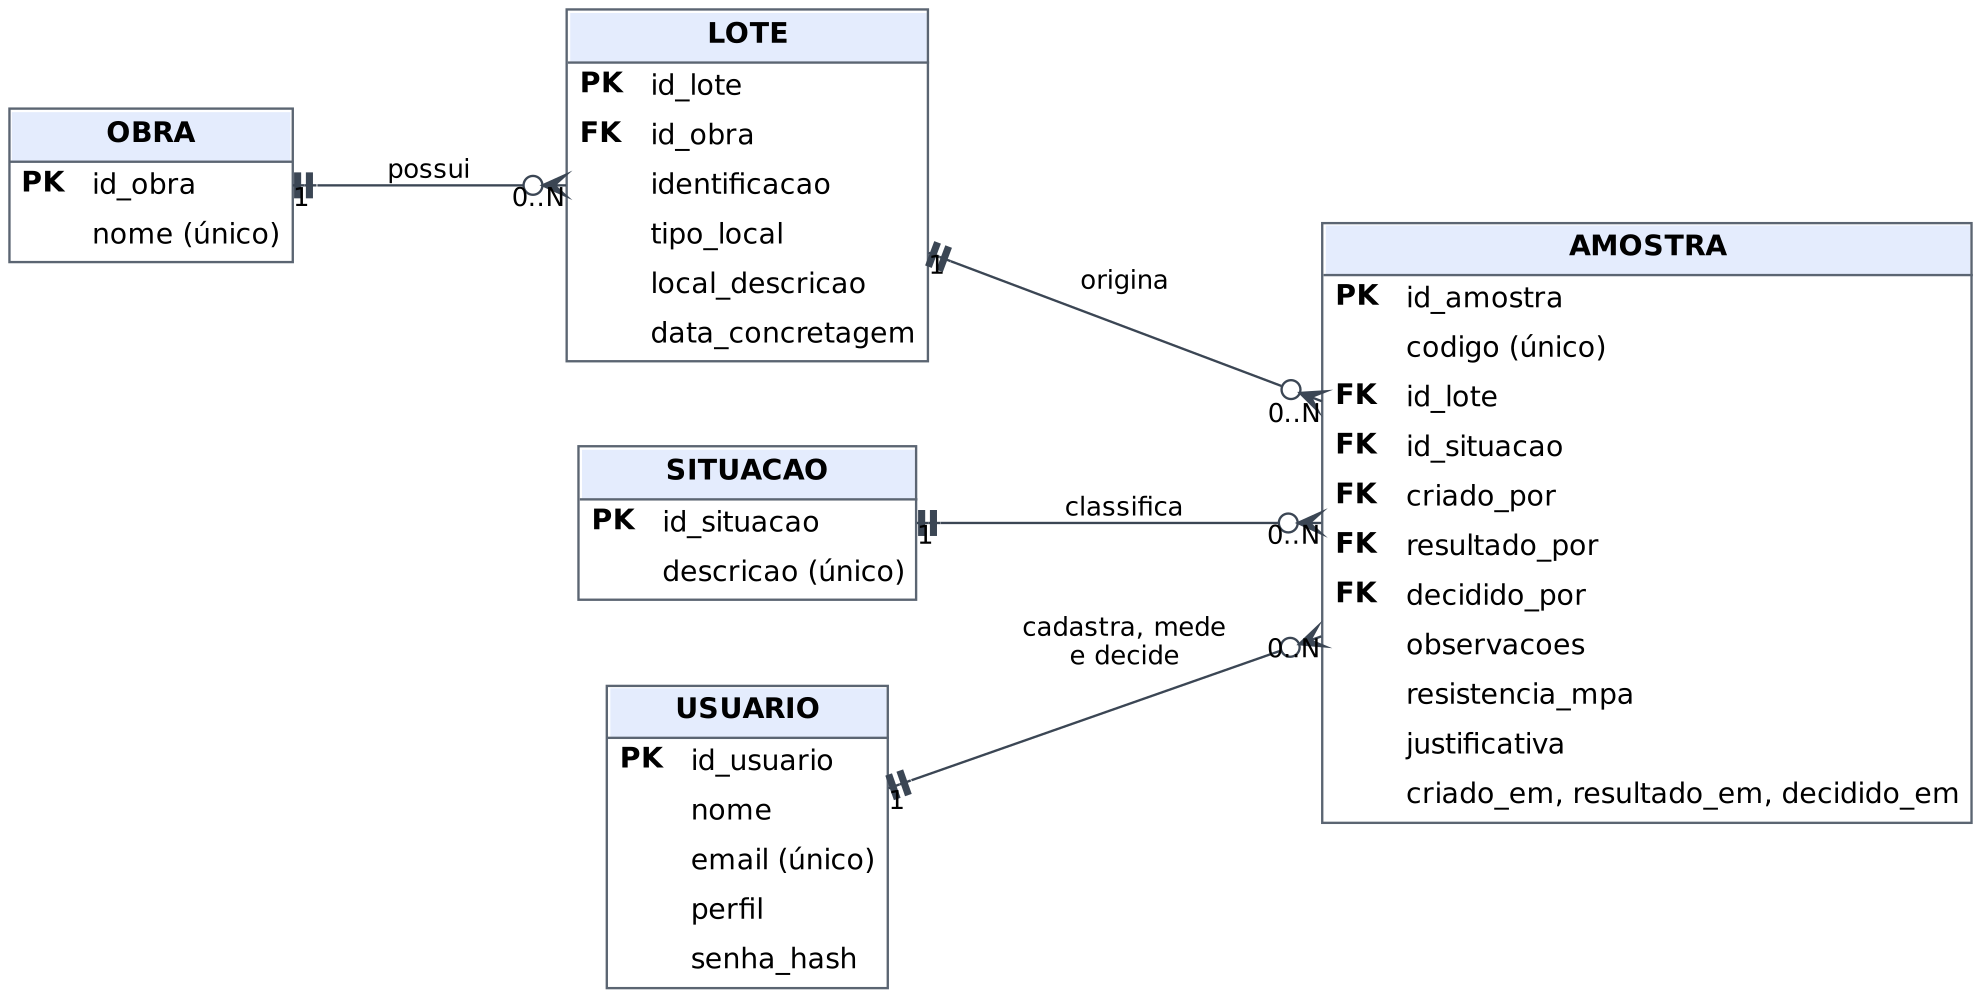 OBRA
PK id_obra
nome (único)
1
possui
0..N
LOTE
PK id_lote
FK id_obra
identificacao
tipo_local
local_descricao
data_concretagem
1
origina
0..N
SITUACAO
PK id_situacao
descricao (único)
1
classifica
0..N
USUARIO
PK id_usuario
nome
email (único)
perfil
senha_hash
1
cadastra, mede
e decide
0..N
AMOSTRA
PK id_amostra
codigo (único)
FK id_lote
FK id_situacao
FK criado_por
FK resultado_por
FK decidido_por
observacoes
resistencia_mpa
justificativa
criado_em, resultado_em, decidido_em